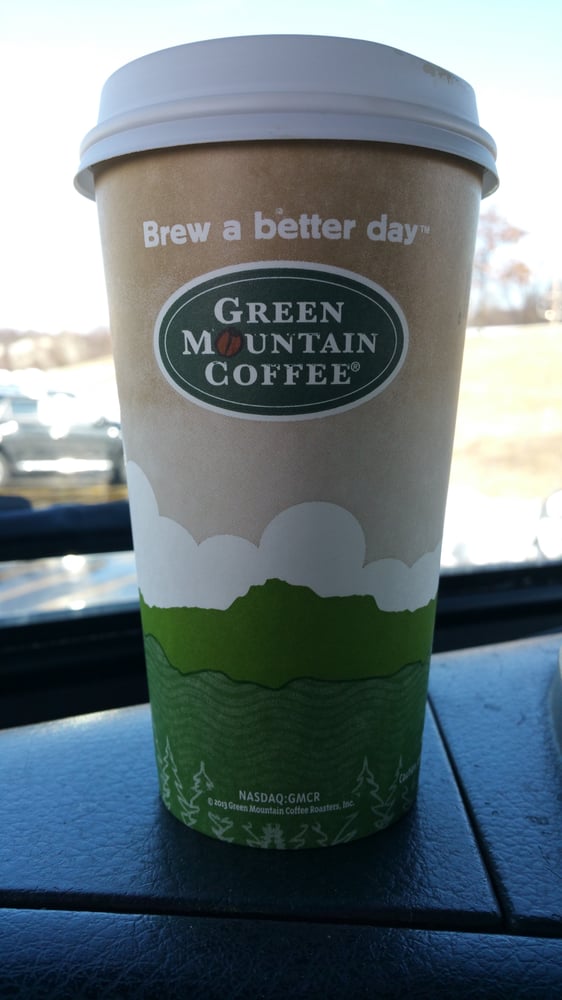 Brew a better day™
GREEN
MOUNTAIN
COFFEE®
NASDAQ:GMCR
© 2013 Green Mountain Coffee Roasters, Inc.